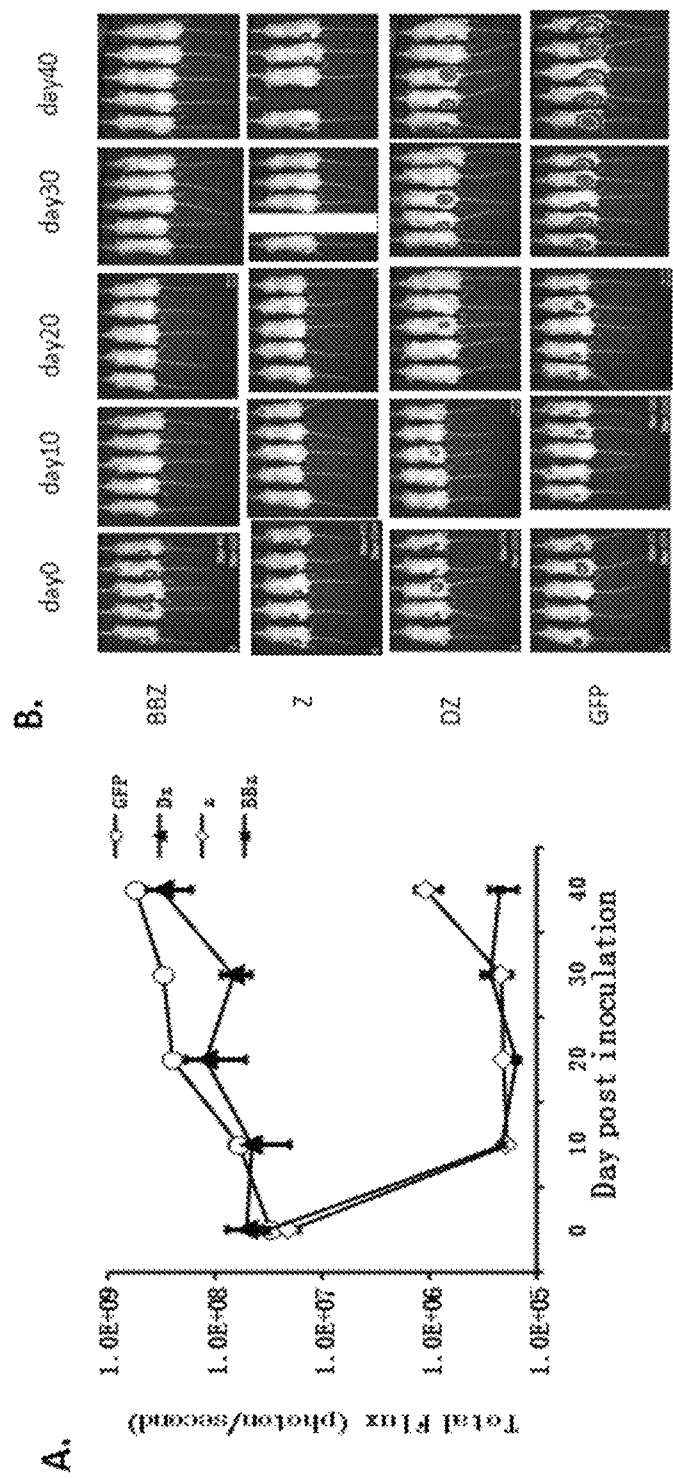 A.
Total Flux (photon/second)
1.0E+09
1.0E+08
1.0E+07
1.0E+06
1.0E+05
0 10 20 30 40
Day post inoculation
GFP
Dz
z
BBz
B.
day0 day10 day20 day30 day40
BBZ
Z
DZ
GFP